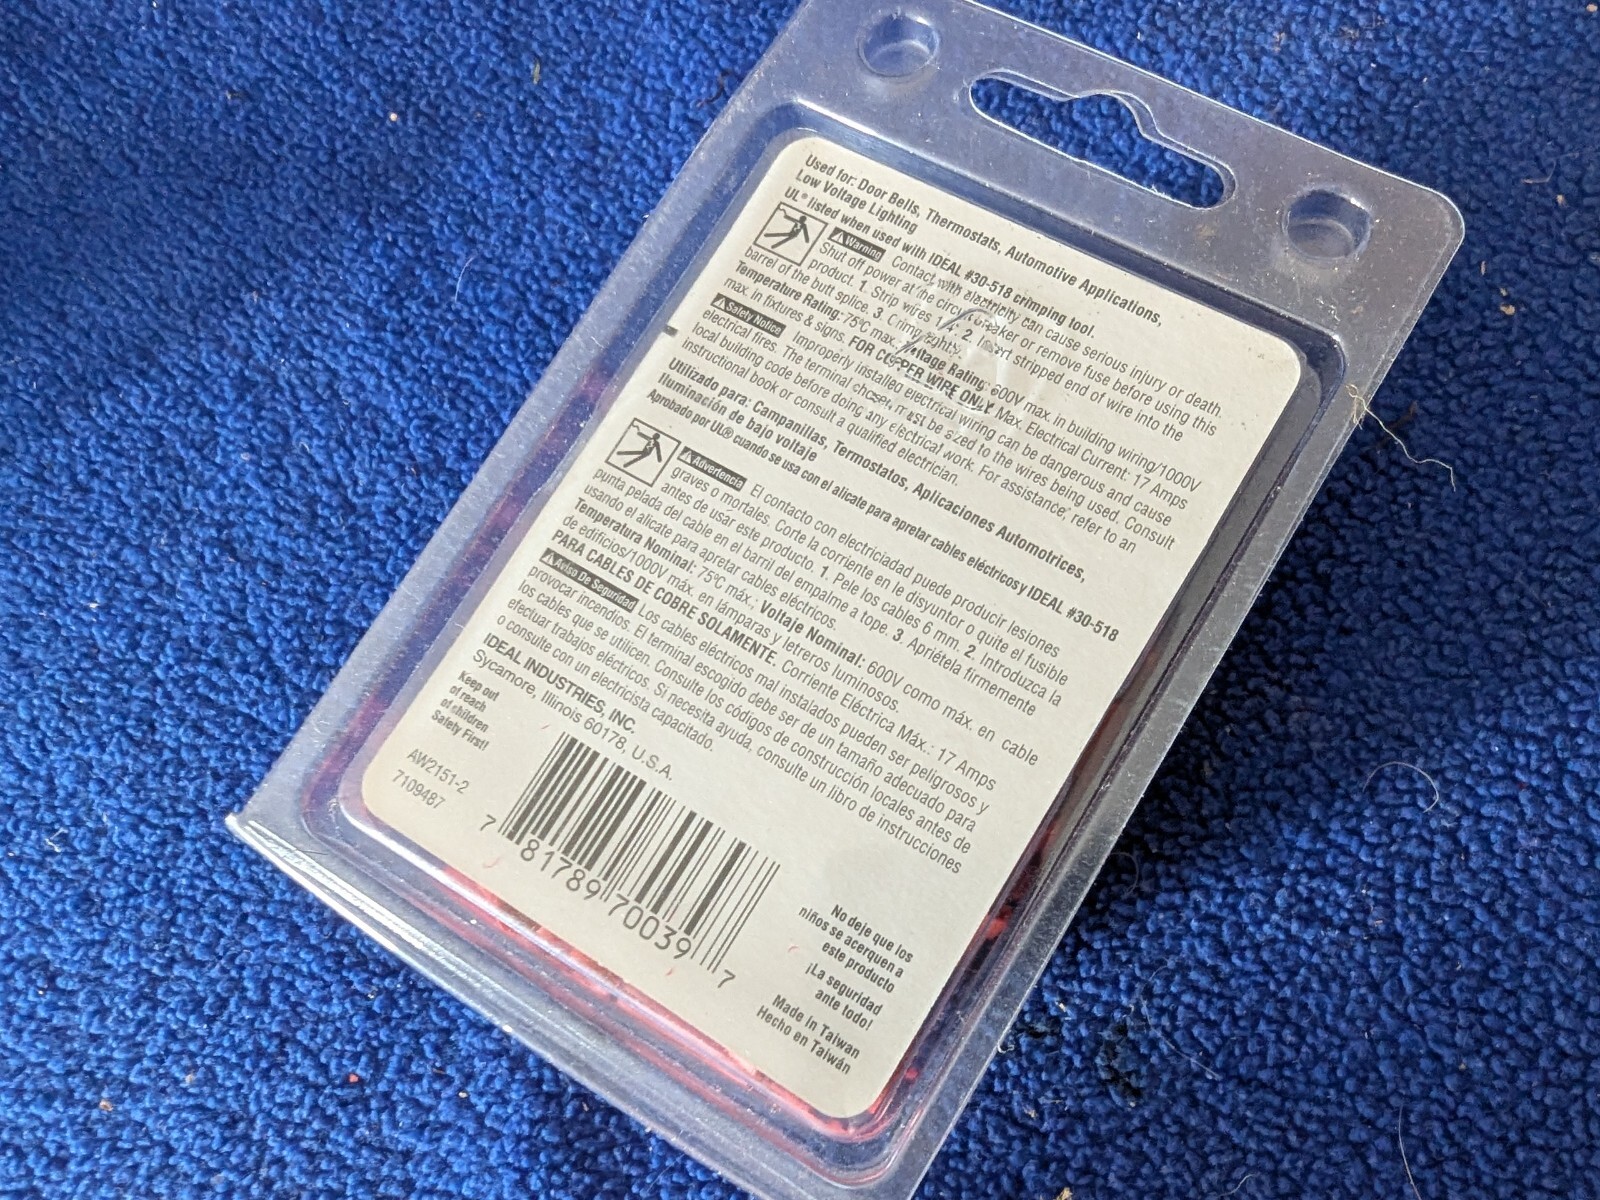 Used for: Door Bells, Thermostats, Automotive Applications,
Low Voltage Lighting
UL® listed when used with IDEAL #30-518 crimping tool.
Warning Contact with electricity can cause serious injury or death.
Shut off power at the circuit breaker or remove fuse before using this
product. 1. Strip wires 2. Insert stripped end of wire into the
barrel of the butt splice. 3. Crimp tightly.
Temperature Rating: 75°C max.; Voltage Rating: 600V max. in building wiring/1000V
max. in fixtures & signs. FOR COPPER WIRE ONLY. Max. Electrical Current: 17 Amps
Safety Notice Improperly installed electrical wiring can be dangerous and cause
electrical fires. The terminal chosen must be sized to the wires being used. Consult
local building code before doing any electrical work. For assistance, refer to an
instructional book or consult a qualified electrician.
Utilizado para: Campanillas, Termostatos, Aplicaciones Automotrices,
Iluminación de bajo voltaje
Aprobado por UL® cuando se usa con el alicate para apretar cables eléctricos y IDEAL #30-518
Advertencia El contacto con electriciadad puede producir lesiones
graves o mortales. Corte la corriente en le disyuntor o quite el fusible
antes de usar este producto. 1. Pele los cables 6 mm. 2. Introduzca la
punta pelada del cable en el barril del empalme a tope. 3 Apriétela firmemente
usando el alicate para apretar cables eléctricos.
Temperatura Nominal: 75°C máx.; Voltaje Nominal: 600V como máx. en cable
de edificios/1000V máx. en lámparas y letreros luminosos.
PARA CABLES DE COBRE SOLAMENTE. Corriente Eléctrica Máx.: 17 Amps
Aviso De Seguridad Los cables eléctricos mal instalados pueden ser peligrosos y
provocar incendios. El terminal escogido debe ser de un tamaño adecuado para
los cables que se utilicen. Consulte los códigos de construcción locales antes de
efectuar trabajos eléctricos. Si necesita ayuda, consulte un libro de instrucciones
o consulte con un electricista capacitado.
IDEAL INDUSTRIES, INC.
Sycamore, Illinois 60178, U.S.A.
Keep out
of reach
of children
Safety First!
AW2151-2
7109487
7 81789 70039 7
No deje que los
niños se acerquen a
este producto
¡La seguridad
ante todo!
Made in Taiwan
Hecho en Taiwán